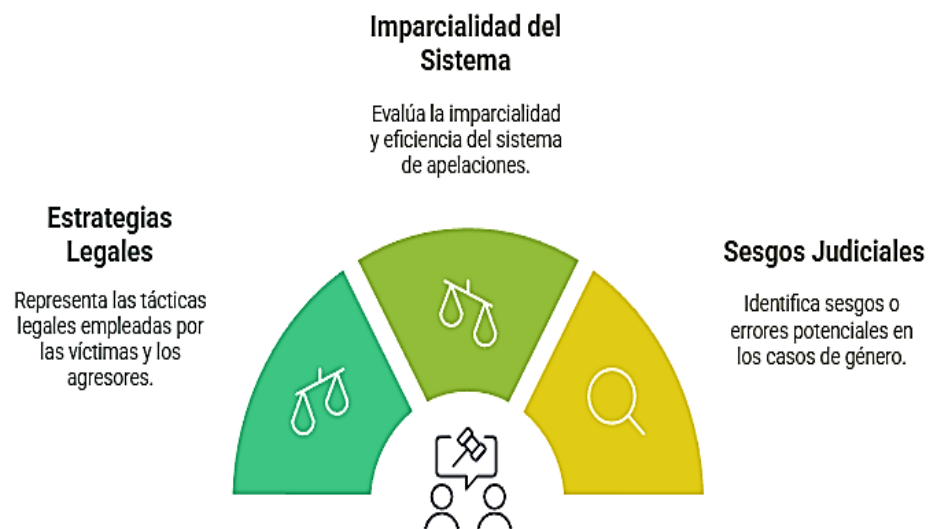 Imparcialidad del
Sistema
Evalúa la imparcialidad
y eficiencia del sistema
de apelaciones.
Estrategias
Legales
Representa las tácticas
legales empleadas por
las víctimas y los
agresores.
Sesgos Judiciales
Identifica sesgos o
errores potenciales en
los casos de género.